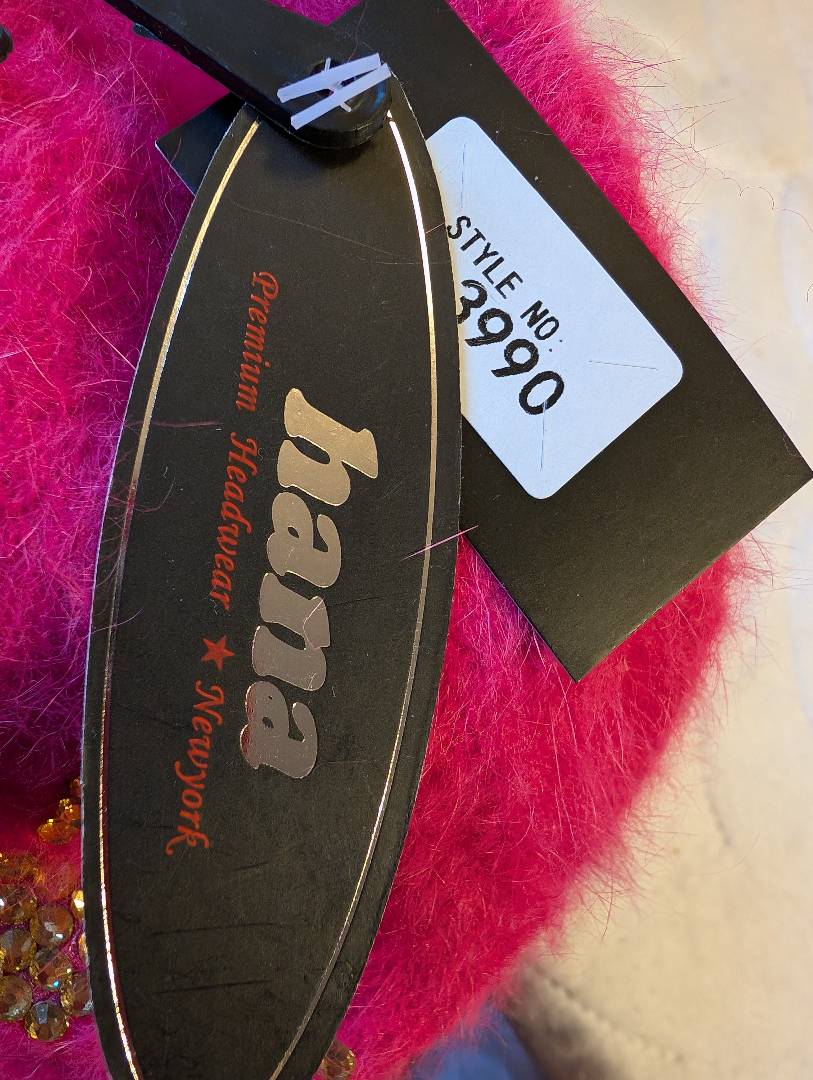 hana
Premium Headwear ★ Newyork
STYLE NO:
3990